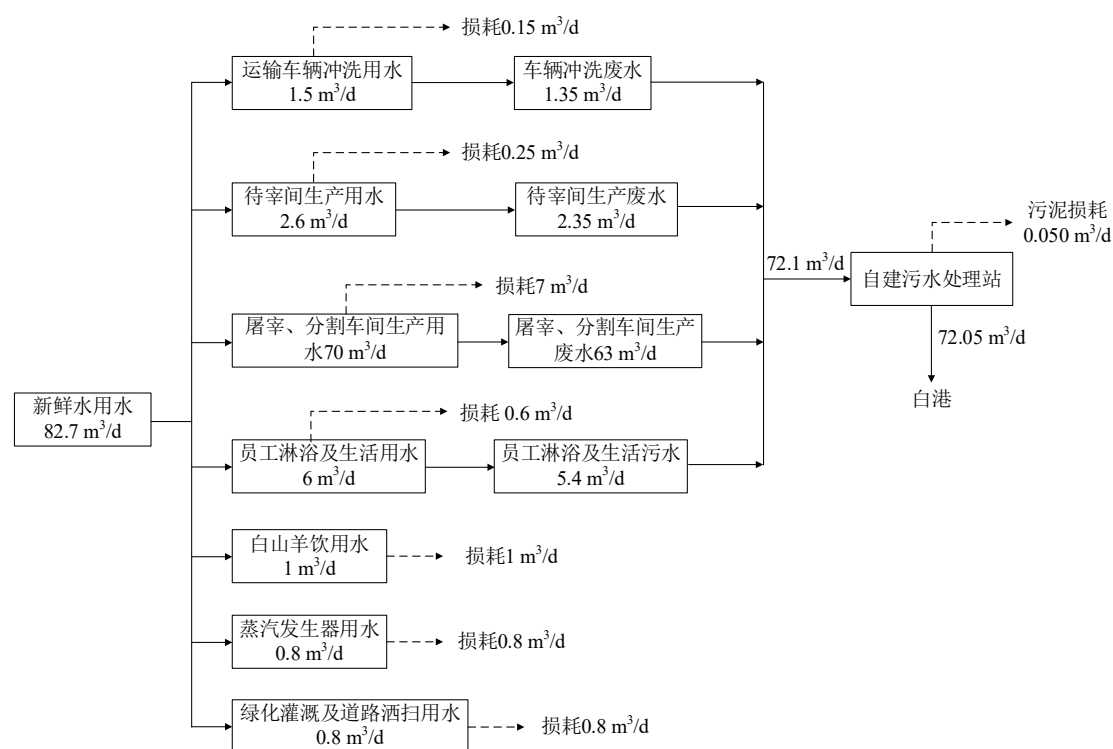 损耗0.15 m³/d
运输车辆冲洗用水
1.5 m³/d
车辆冲洗废水
1.35 m³/d
损耗0.25 m³/d
待宰间生产用水
2.6 m³/d
待宰间生产废水
2.35 m³/d
污泥损耗
0.050 m³/d
72.1 m³/d
自建污水处理站
损耗7 m³/d
屠宰、分割车间生产用
水70 m³/d
屠宰、分割车间生产
废水63 m³/d
72.05 m³/d
白港
新鲜水用水
82.7 m³/d
损耗 0.6 m³/d
员工淋浴及生活用水
6 m³/d
员工淋浴及生活污水
5.4 m³/d
白山羊饮用水
1 m³/d
损耗1 m³/d
蒸汽发生器用水
0.8 m³/d
损耗0.8 m³/d
绿化灌溉及道路洒扫用水
0.8 m³/d
损耗0.8 m³/d